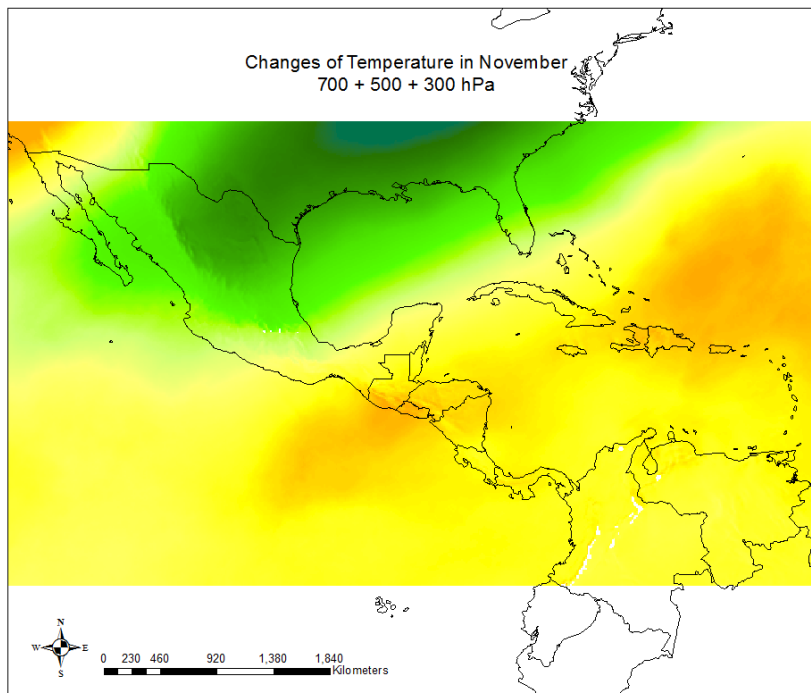 Changes of Temperature in November
700 + 500 + 300 hPa
N
W E
S
0 230 460 920 1,380 1,840
Kilometers